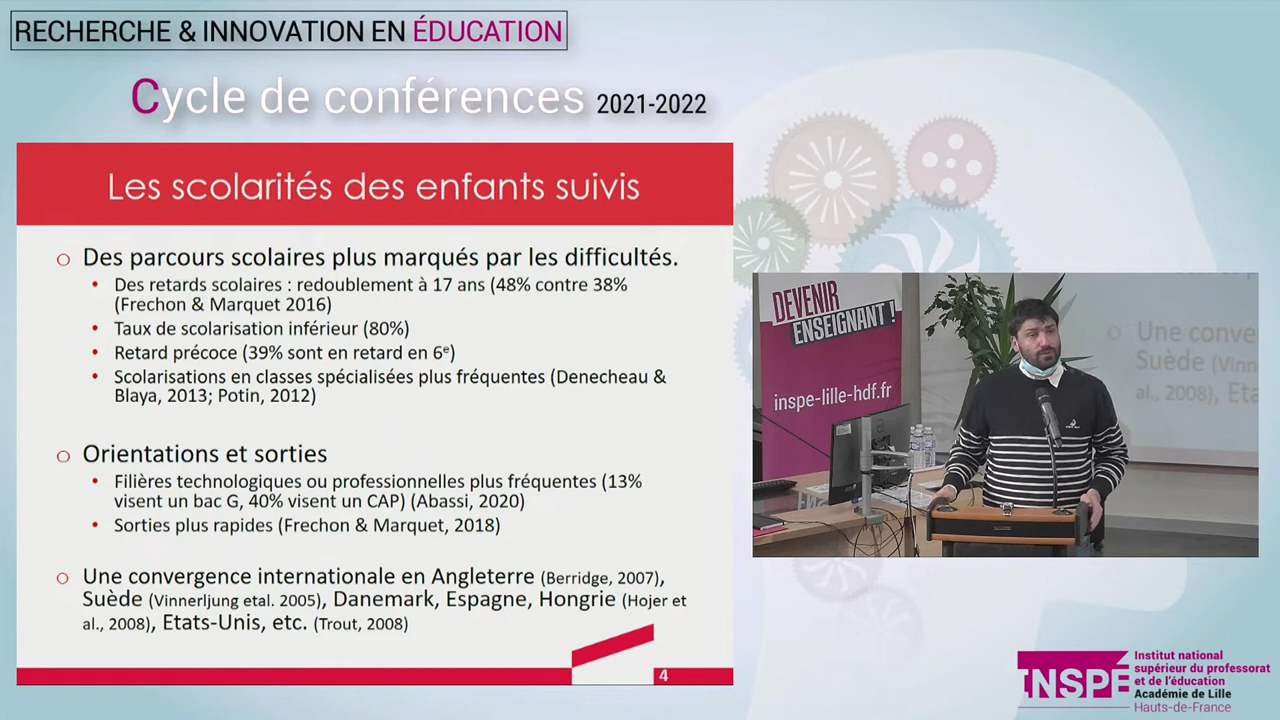 RECHERCHE & INNOVATION EN ÉDUCATION
Cycle de conférences 2021-2022
Les scolarités des enfants suivis
Des parcours scolaires plus marqués par les difficultés.
Des retards scolaires : redoublement à 17 ans (48% contre 38%
(Frechon & Marquet 2016)
Taux de scolarisation inférieur (80%)
Retard précoce (39% sont en retard en 6e)
Scolarisations en classes spécialisées plus fréquentes (Denecheau &
Blaya, 2013; Potin, 2012)
Orientations et sorties
Filières technologiques ou professionnelles plus fréquentes (13%
visent un bac G, 40% visent un CAP) (Abassi, 2020)
Sorties plus rapides (Frechon & Marquet, 2018)
Une convergence internationale en Angleterre (Berridge, 2007),
Suède (Vinnerljung etal. 2005), Danemark, Espagne, Hongrie (Hojer et
al., 2008), Etats-Unis, etc. (Trout, 2008)
4
DEVENIR
ENSEIGNANT !
inspe-lille-hdf.fr
Une conve
Suède (Vinn
al., 2008), Eta
INSPÉ
Institut national
supérieur du professorat
et de l'éducation
Académie de Lille
Hauts-de-France